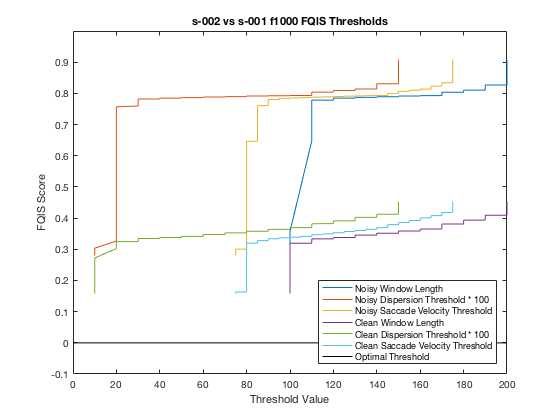 s-002 vs s-001 f1000 FQIS Thresholds
0.9
0.8
0.7
0.6
0.5
0.4
0.3
0.2
0.1
0
-0.1
FQIS Score
0 20 40 60 80 100 120 140 160 180 200
Threshold Value
Noisy Window Length
Noisy Dispersion Threshold * 100
Noisy Saccade Velocity Threshold
Clean Window Length
Clean Dispersion Threshold * 100
Clean Saccade Velocity Threshold
Optimal Threshold